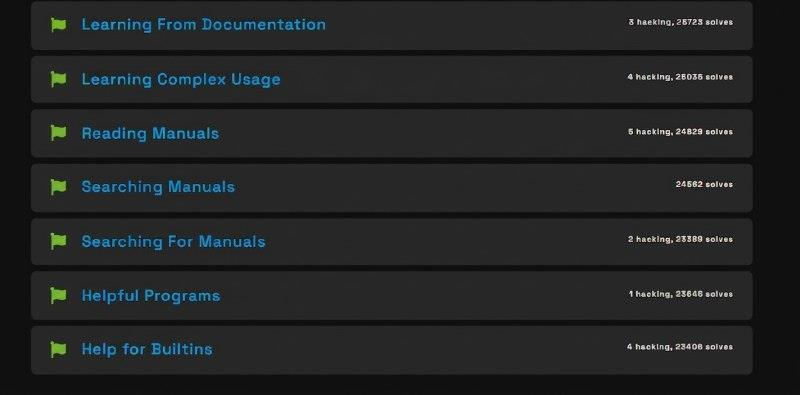 Learning From Documentation
3 hacking, 25723 solves
Learning Complex Usage
4 hacking, 25035 solves
Reading Manuals
5 hacking, 24829 solves
Searching Manuals
24562 solves
Searching For Manuals
2 hacking, 23389 solves
Helpful Programs
1 hacking, 23645 solves
Help for Builtins
4 hacking, 23406 solves